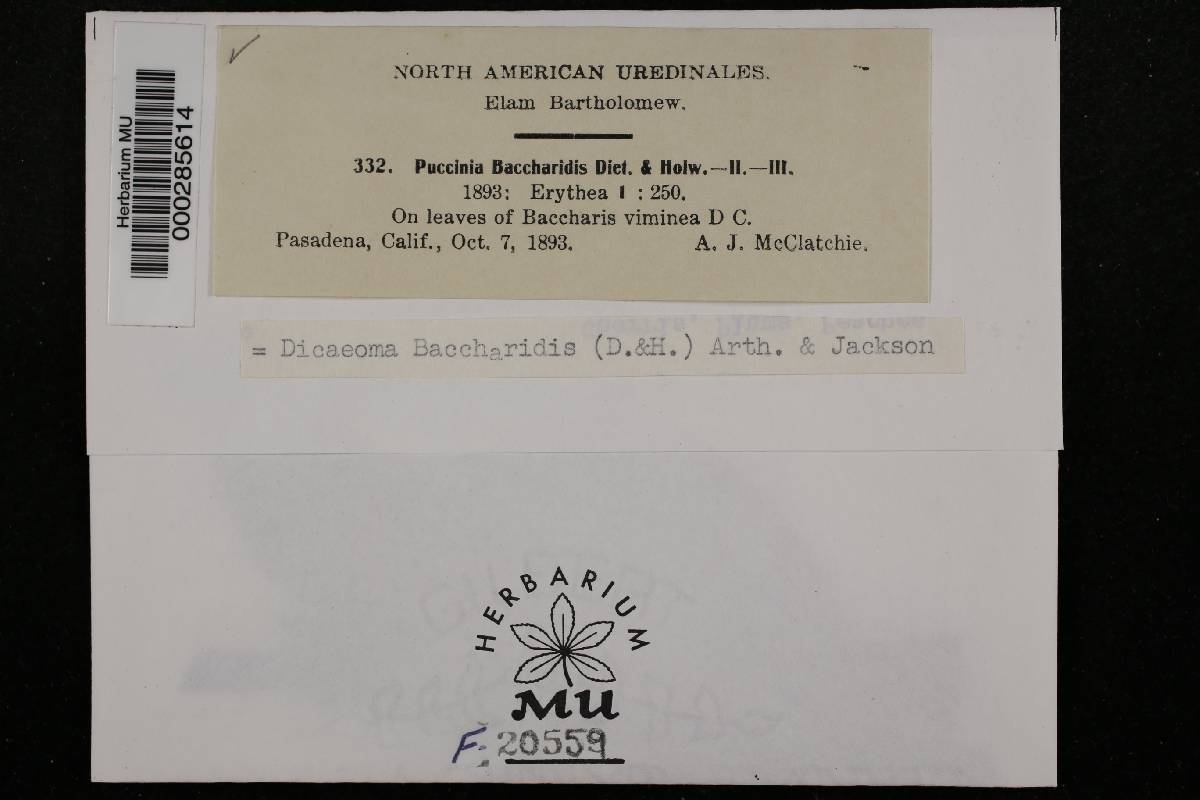 Herbarium MU
000285614
NORTH AMERICAN UREDINALES.
Elam Bartholomew.
332. Puccinia Baccharidis Diet. & Holw.—II.—III.
1893: Erythea 1 : 250.
On leaves of Baccharis viminea D C.
Pasadena, Calif., Oct. 7, 1893. A. J. McClatchie.
= Dicaeoma Baccharidis (D.&H.) Arth. & Jackson
HERBARIUM
MU
F. 20559